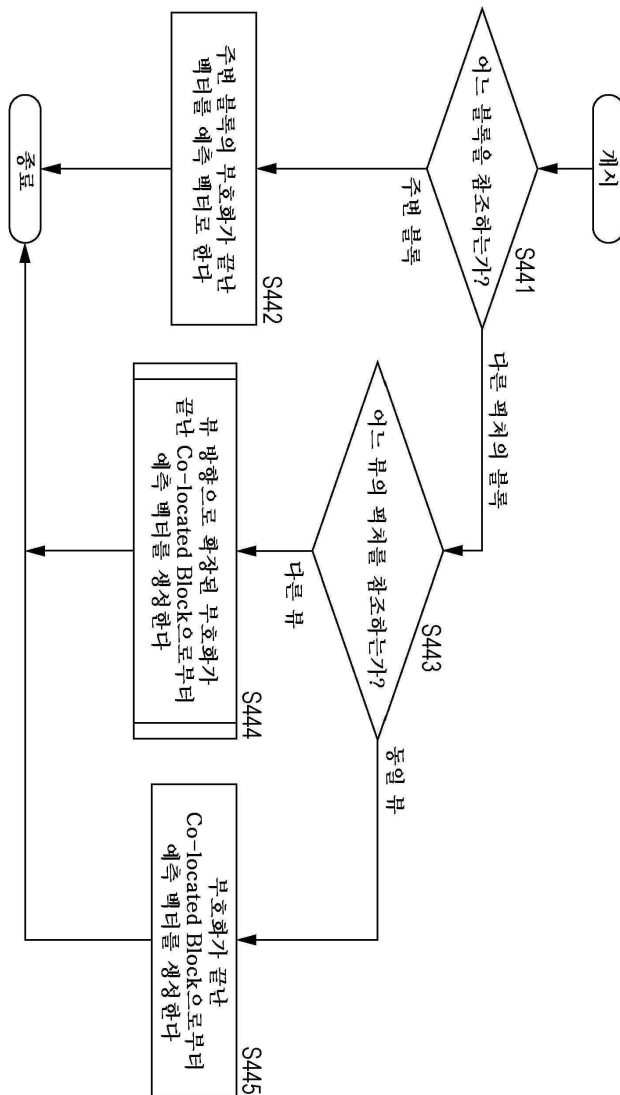 개시
S441
어느 블록을 참조하는가?
다른 픽처의 블록
주변 블록
S442
주변 블록의 부호화가 끝난
벡터를 예측 벡터로 한다
S443
어느 뷰의 픽처를 참조하는가?
동일 뷰
다른 뷰
S444
뷰 방향으로 확장된 부호화가
끝난 Co-located Block으로부터
예측 벡터를 생성한다
S445
부호화가 끝난
Co-located Block으로부터
예측 벡터를 생성한다
종료